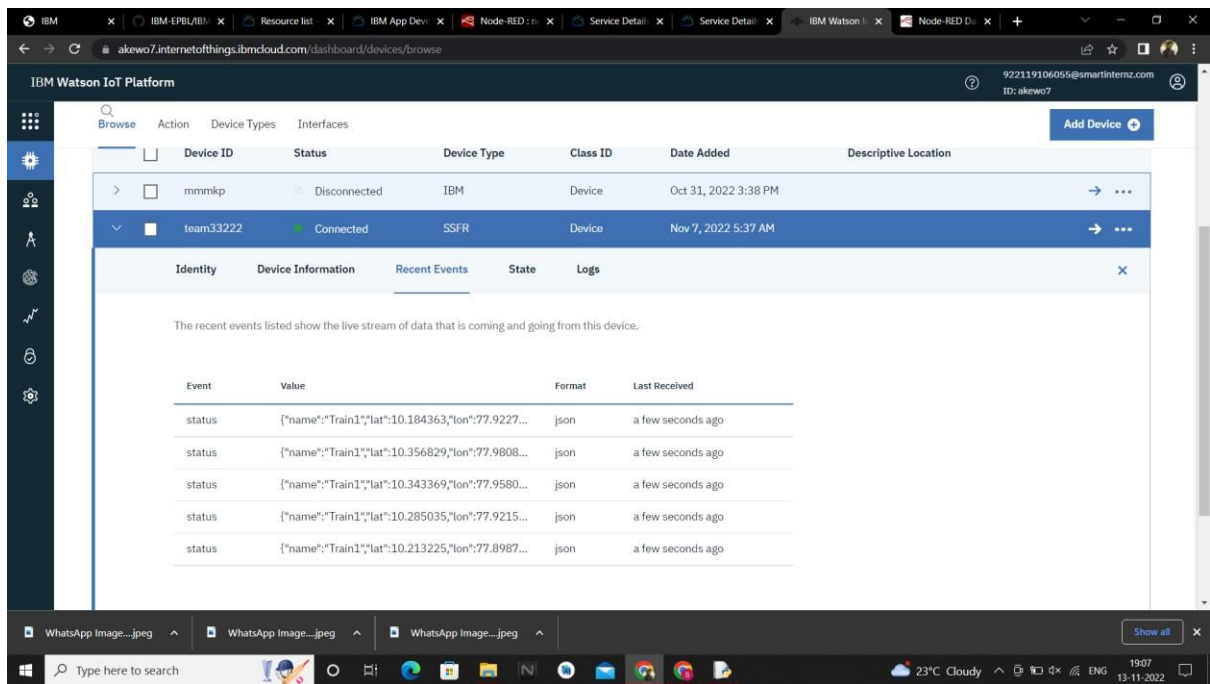 IBM
IBM-EPBL/IBM
Resource list -
IBM App Deve
Node-RED : n
Service Detail
Service Detail
IBM Watson I
Node-RED Da
akewo7.internetofthings.ibmcloud.com/dashboard/devices/browse
IBM Watson IoT Platform
922119106055@smartinternz.com
ID: akewo7
Browse Action Device Types Interfaces
Add Device
Device ID Status Device Type Class ID Date Added Descriptive Location
mmmkp Disconnected IBM Device Oct 31, 2022 3:38 PM
team33222 Connected SSFR Device Nov 7, 2022 5:37 AM
Identity Device Information Recent Events State Logs
The recent events listed show the live stream of data that is coming and going from this device.
Event Value Format Last Received
status {"name":"Train1","lat":10.184363,"lon":77.9227... json a few seconds ago
status {"name":"Train1","lat":10.356829,"lon":77.9808... json a few seconds ago
status {"name":"Train1","lat":10.343369,"lon":77.9580... json a few seconds ago
status {"name":"Train1","lat":10.285035,"lon":77.9215... json a few seconds ago
status {"name":"Train1","lat":10.213225,"lon":77.8987... json a few seconds ago
WhatsApp Image....jpeg WhatsApp Image....jpeg WhatsApp Image....jpeg Show all
Type here to search
23°C Cloudy ENG
19:07
13-11-2022